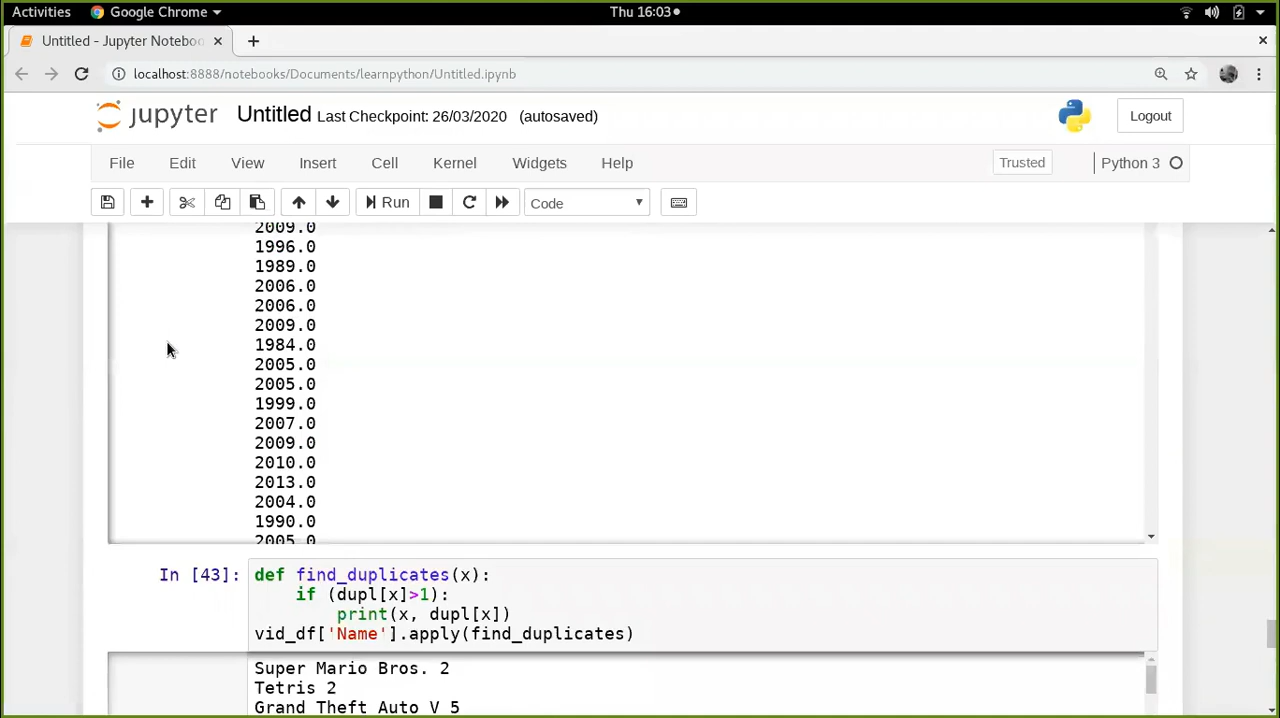 Activities Google Chrome Thu 16:03
Untitled - Jupyter Noteboo
localhost:8888/notebooks/Documents/learnpython/Untitled.ipynb
jupyter Untitled Last Checkpoint: 26/03/2020 (autosaved) Logout
File Edit View Insert Cell Kernel Widgets Help Trusted Python 3
Run Code
2009.0
1996.0
1989.0
2006.0
2006.0
2009.0
1984.0
2005.0
2005.0
1999.0
2007.0
2009.0
2010.0
2013.0
2004.0
1990.0
2005.0
In [43]: def find_duplicates(x):
if (dupl[x]>1):
print(x, dupl[x])
vid_df['Name'].apply(find_duplicates)
Super Mario Bros. 2
Tetris 2
Grand Theft Auto V 5